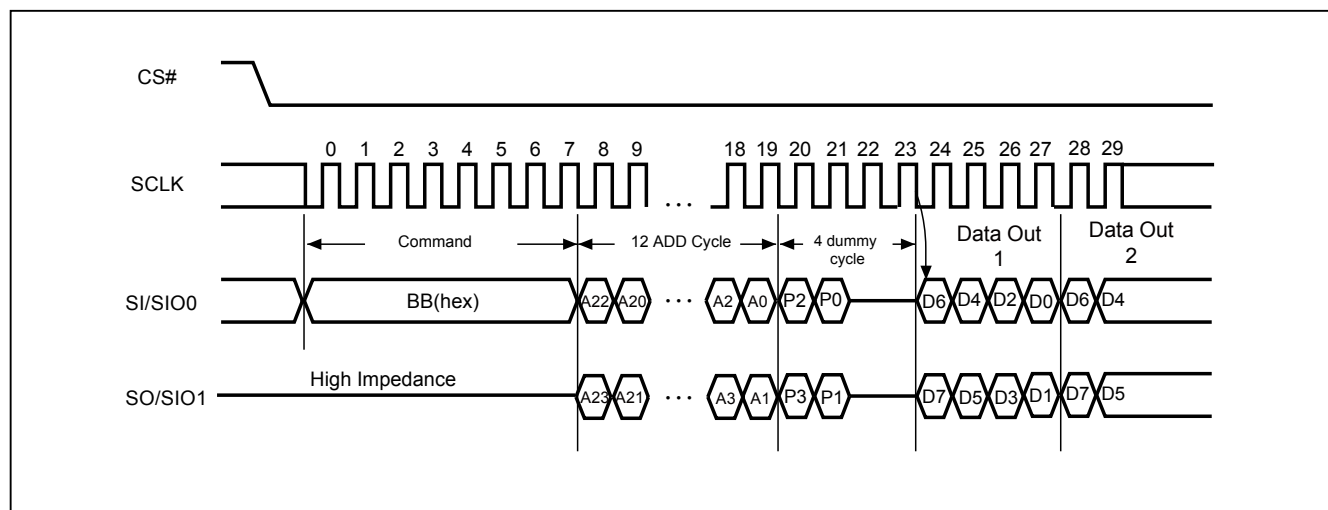 CS#
0 1 2 3 4 5 6 7 8 9 18 19 20 21 22 23 24 25 26 27 28 29
SCLK
...
Command
12 ADD Cycle
4 dummy
cycle
Data Out
1
Data Out
2
SI/SIO0
BB(hex)
A22 A20 ... A2 A0 P2 P0 D6 D4 D2 D0 D6 D4
High Impedance
SO/SIO1
A23 A21 ... A3 A1 P3 P1 D7 D5 D3 D1 D7 D5